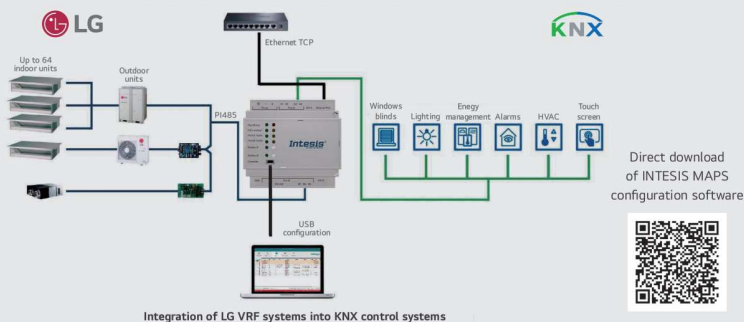 LG
KNX
Ethernet TCP
Up to 64
indoor units
Outdoor
units
PI485
Intesis
Windows
blinds
Lighting
Enegy
management
Alarms
HVAC
Touch
screen
Direct download
of INTESIS MAPS
configuration software
USB
configuration
Integration of LG VRF systems into KNX control systems